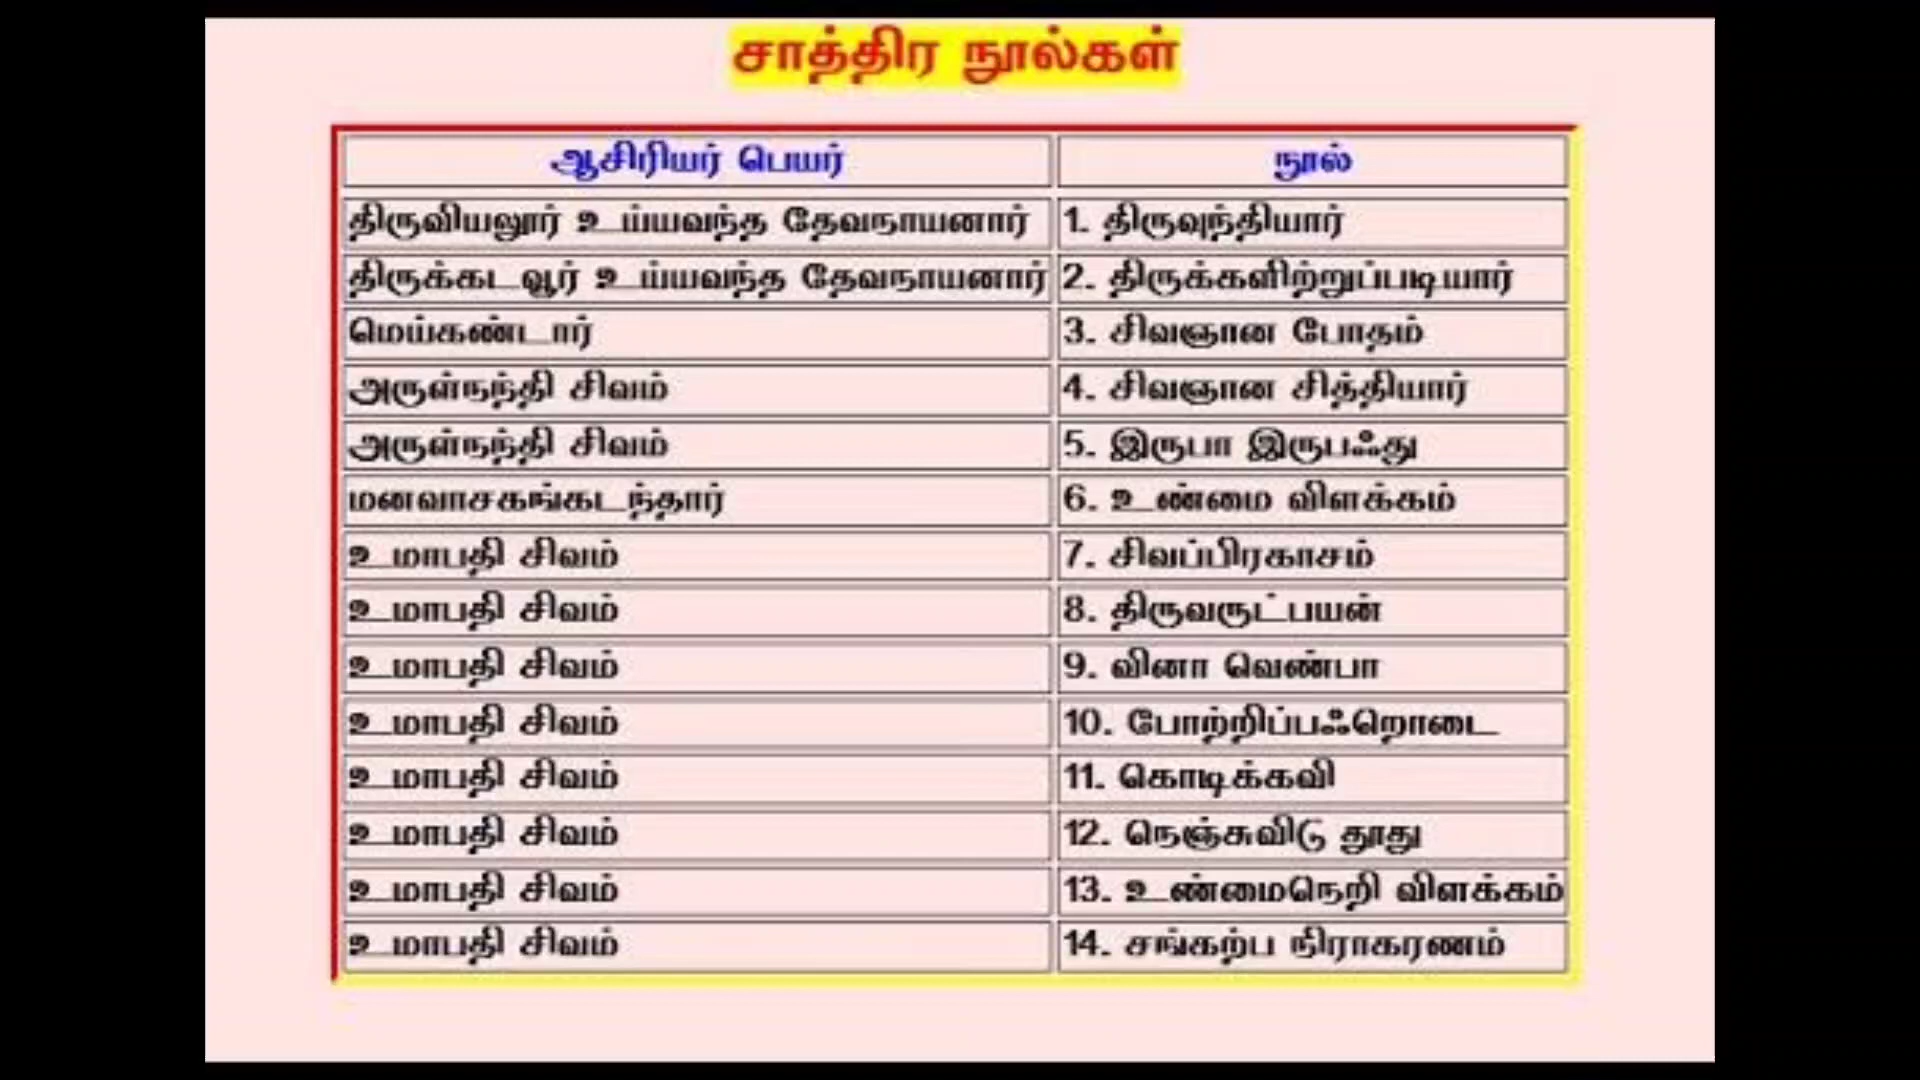 சாத்திர நூல்கள்
ஆசிரியர் பெயர் நூல்
திருவியலூர் உய்யவந்த தேவநாயனார் 1. திருவுந்தியார்
திருக்கடவூர் உய்யவந்த தேவநாயனார் 2. திருக்களிற்றுப்படியார்
மெய்கண்டார் 3. சிவஞான போதம்
அருள்நந்தி சிவம் 4. சிவஞான சித்தியார்
அருள்நந்தி சிவம் 5. இருபா இருபஃது
மனவாசகங்கடந்தார் 6. உண்மை விளக்கம்
உமாபதி சிவம் 7. சிவப்பிரகாசம்
உமாபதி சிவம் 8. திருவருட்பயன்
உமாபதி சிவம் 9. வினா வெண்பா
உமாபதி சிவம் 10. போற்றிப்பஃறொடை
உமாபதி சிவம் 11. கொடிக்கவி
உமாபதி சிவம் 12. நெஞ்சுவிடு தூது
உமாபதி சிவம் 13. உண்மைநெறி விளக்கம்
உமாபதி சிவம் 14. சங்கற்ப நிராகரணம்